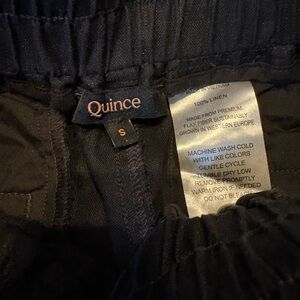 Quince
S
100% LINEN
MADE FROM PREMIUM
FLAX FIBER SUSTAINABLY
GROWN IN WESTERN EUROPE
MACHINE WASH COLD
WITH LIKE COLORS
GENTLE CYCLE
TUMBLE DRY LOW
REMOVE PROMPTLY
WARM IRON IF NEEDED
DO NOT